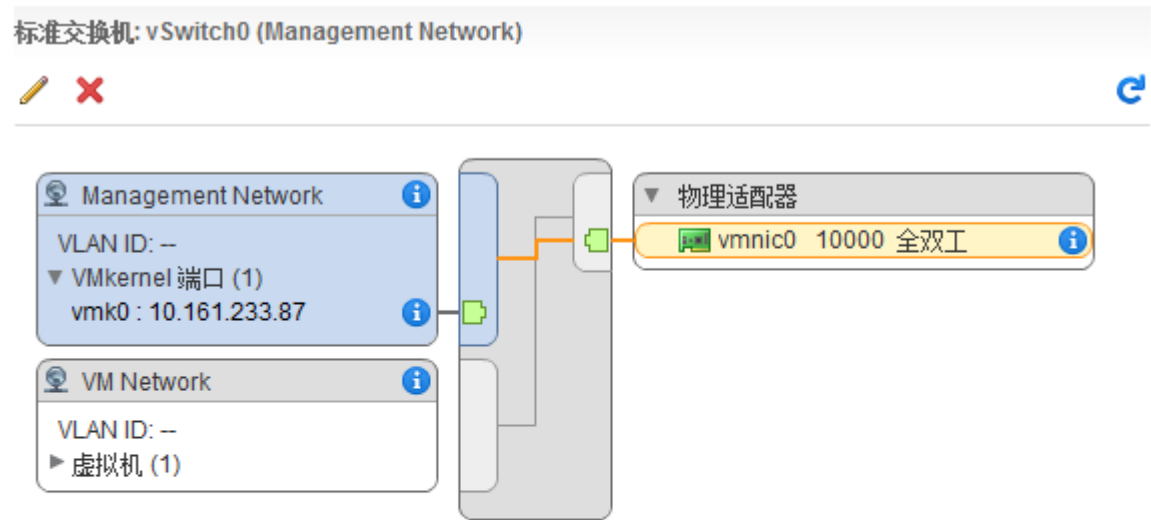 标准交换机: vSwitch0 (Management Network)
Management Network
VLAN ID: --
VMkernel 端口 (1)
vmk0 : 10.161.233.87
VM Network
VLAN ID: --
虚拟机 (1)
物理适配器
vmnic0 10000 全双工